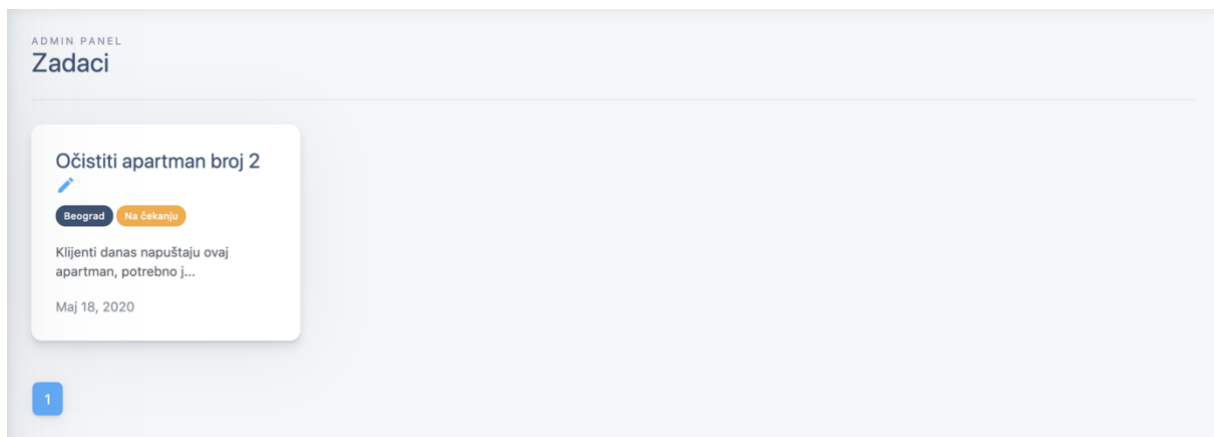 ADMIN PANEL
Zadaci
Očistiti apartman broj 2
Beograd Na čekanju
Klijenti danas napuštaju ovaj
apartman, potrebno j...
Maj 18, 2020
1